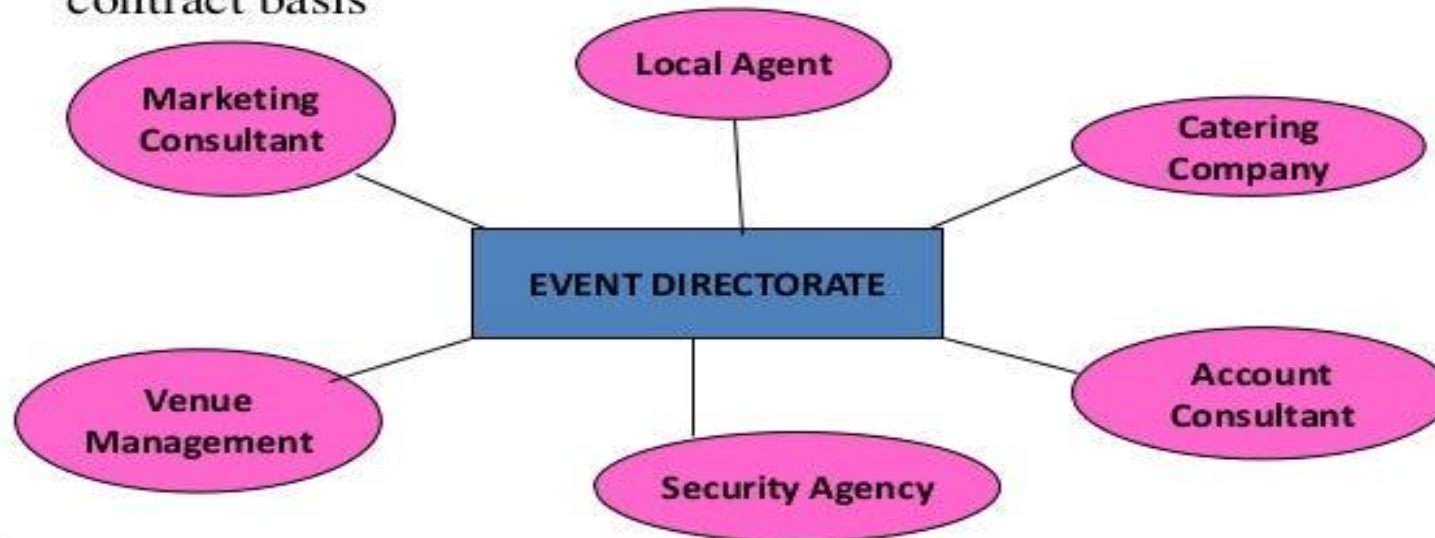 contract basis
Local Agent
Marketing
Consultant
Catering
Company
EVENT DIRECTORATE
Venue
Management
Account
Consultant
Security Agency